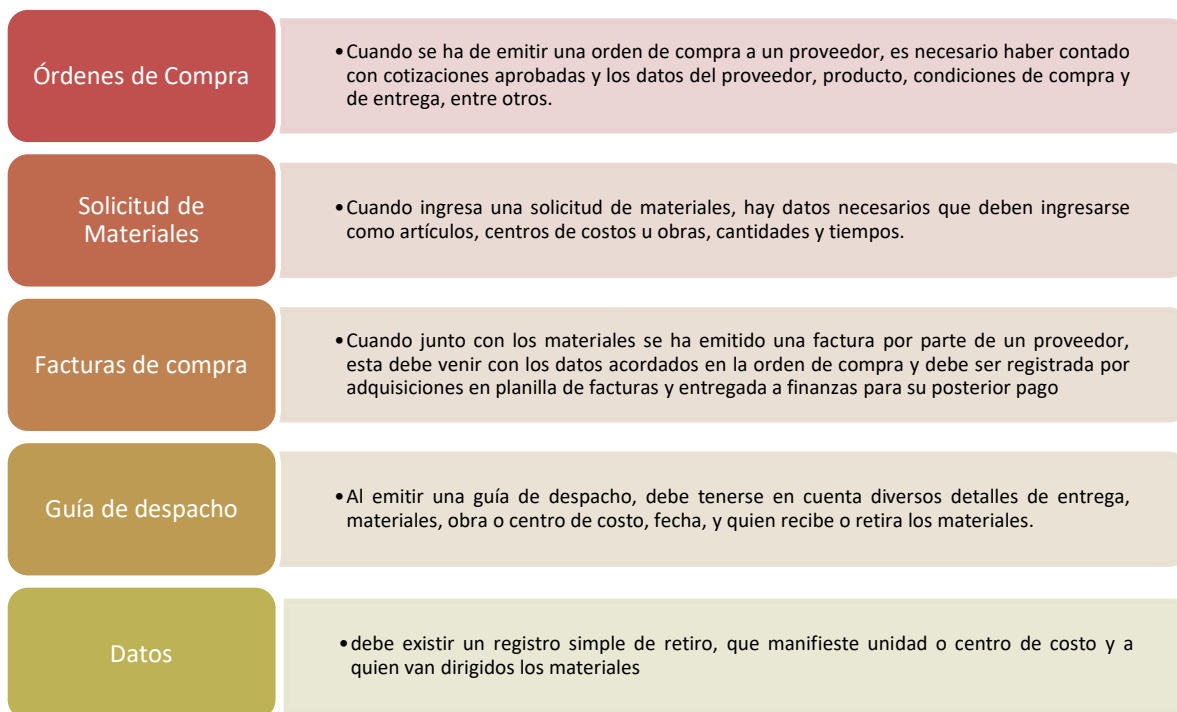 Órdenes de Compra
•Cuando se ha de emitir una orden de compra a un proveedor, es necesario haber contado
con cotizaciones aprobadas y los datos del proveedor, producto, condiciones de compra y
de entrega, entre otros.
Solicitud de
Materiales
•Cuando ingresa una solicitud de materiales, hay datos necesarios que deben ingresarse
como artículos, centros de costos u obras, cantidades y tiempos.
Facturas de compra
•Cuando junto con los materiales se ha emitido una factura por parte de un proveedor,
esta debe venir con los datos acordados en la orden de compra y debe ser registrada por
adquisiciones en planilla de facturas y entregada a finanzas para su posterior pago
Guía de despacho
•Al emitir una guía de despacho, debe tenerse en cuenta diversos detalles de entrega,
materiales, obra o centro de costo, fecha, y quien recibe o retira los materiales.
Datos
•debe existir un registro simple de retiro, que manifieste unidad o centro de costo y a
quien van dirigidos los materiales